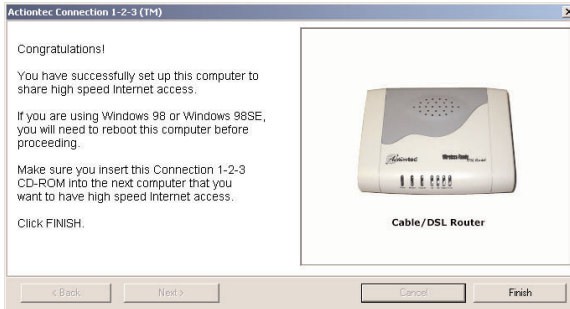 Actiontec Connection 1-2-3 (TM)
Congratulations!
You have successfully set up this computer to
share high speed Internet access.
If you are using Windows 98 or Windows 98SE,
you will need to reboot this computer before
proceeding.
Make sure you insert this Connection 1-2-3
CD-ROM into the next computer that you
want to have high speed Internet access.
Click FINISH.
Actiontec
Wireless Ready
Cable/DSL Router
< Back
Next >
Cancel
Finish